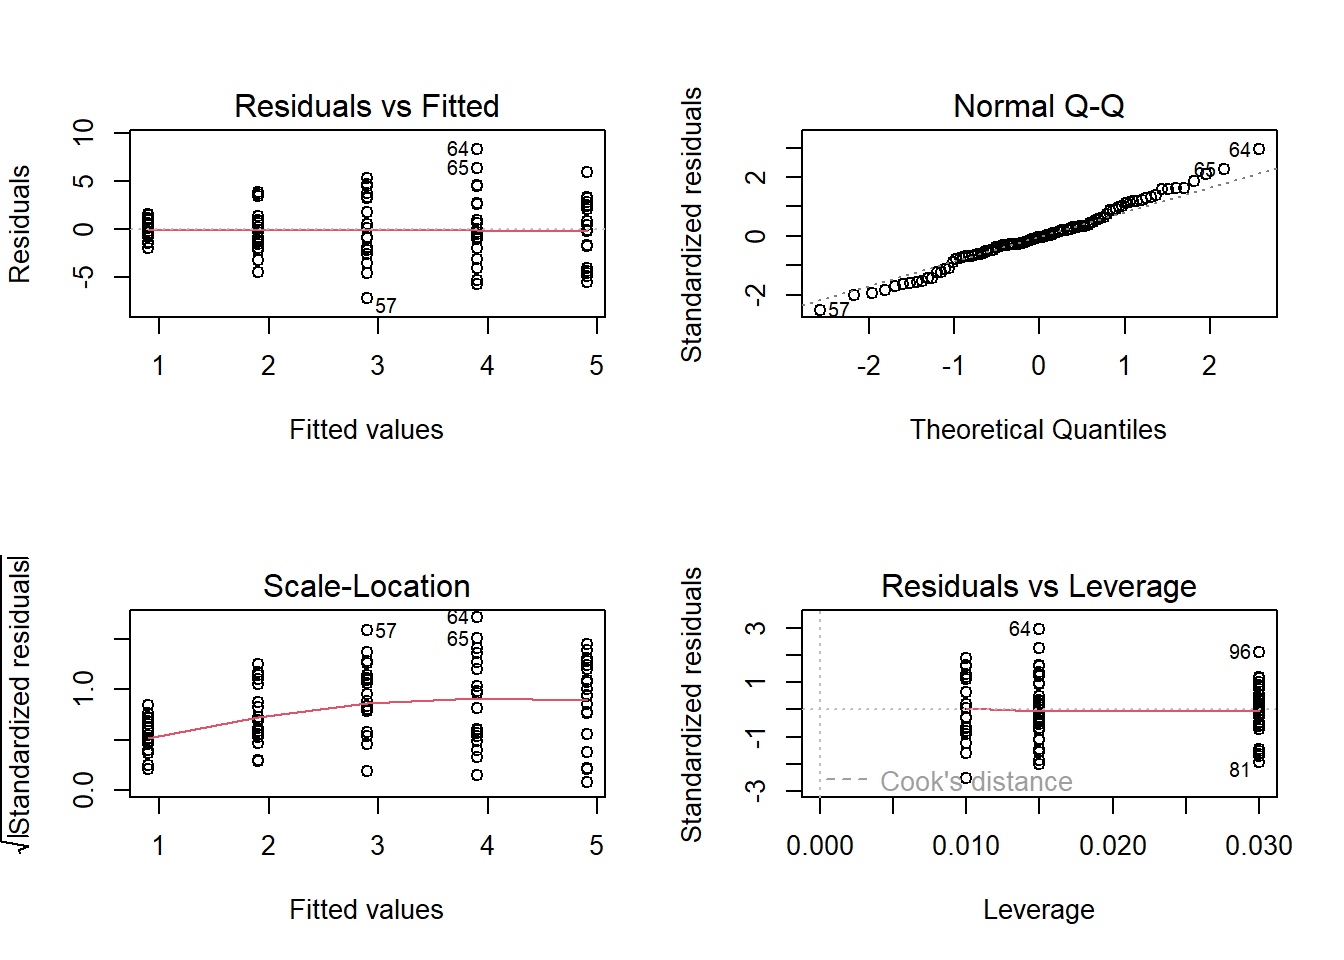 Residuals vs Fitted
Residuals
10
5
0
-5
64
65
57
1 2 3 4 5
Fitted values
Normal Q-Q
Standardized residuals
2
0
-2
64
65
57
-2 -1 0 1 2
Theoretical Quantiles
Scale-Location
√|Standardized residuals|
1.0
0.0
64
57
65
1 2 3 4 5
Fitted values
Residuals vs Leverage
Standardized residuals
3
1
-1
-3
64
96
81
Cook's distance
0.000 0.010 0.020 0.030
Leverage